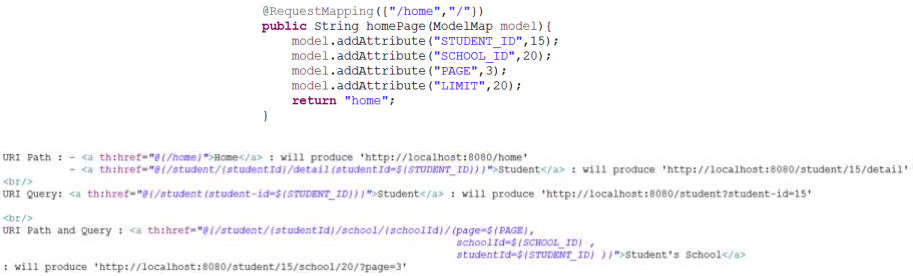 @RequestMapping({"/home","/"})
public String homePage(ModelMap model){
model.addAttribute("STUDENT_ID",15);
model.addAttribute("SCHOOL_ID",20);
model.addAttribute("PAGE",3);
model.addAttribute("LIMIT",20);
return "home";
}
URI Path : - <a th:href="@{/home}">Home</a> : will produce 'http://localhost:8080/home'
- <a th:href="@{/student/{studentId}/detail(studentId=${STUDENT_ID})}">Student</a> : will produce 'http://localhost:8080/student/15/detail'
<br/>
URI Query: <a th:href="@{/student(student-id=${STUDENT_ID})}">Student</a> : will produce 'http://localhost:8080/student?student-id=15'
<br/>
URI Path and Query : <a th:href="@{/student/{studentId}/school/{schoolId}/(page=${PAGE},
schoolId=${SCHOOL_ID} ,
studentId=${STUDENT_ID} )}">Student's School</a>
: will produce 'http://localhost:8080/student/15/school/20/?page=3'